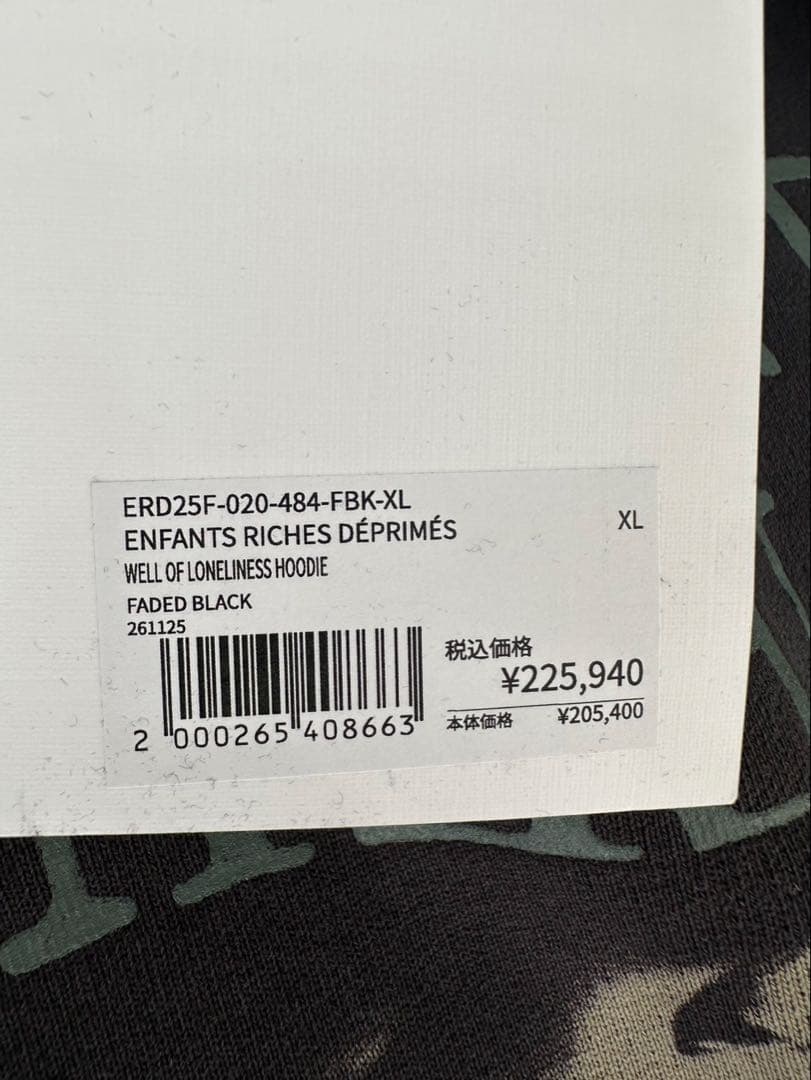 ERD25F-020-484-FBK-XL
ENFANTS RICHES DÉPRIMÉS
XL
WELL OF LONELINESS HOODIE
FADED BLACK
261125
2 000265 408663
税込価格
¥225,940
本体価格 ¥205,400